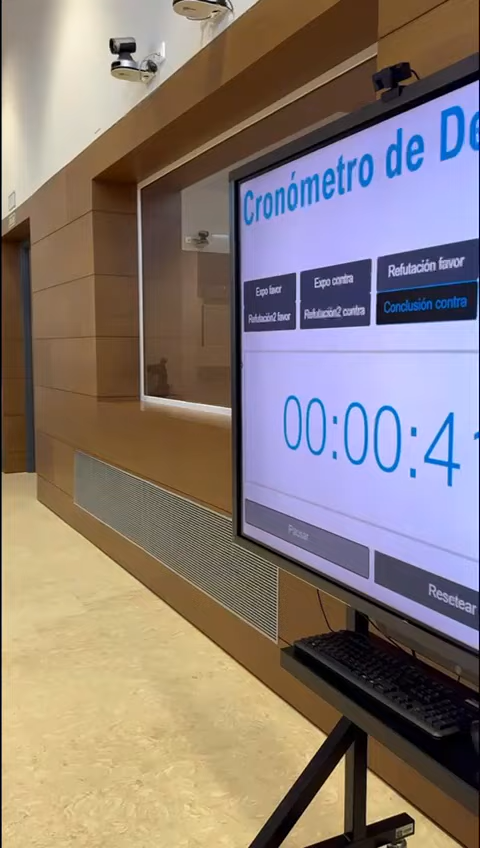 Cronómetro de De
Expo favor
Expo contra
Refutación favor
Refutación2 favor
Refutación2 contra
Conclusión contra
00:00:4
Pausar
Resetear